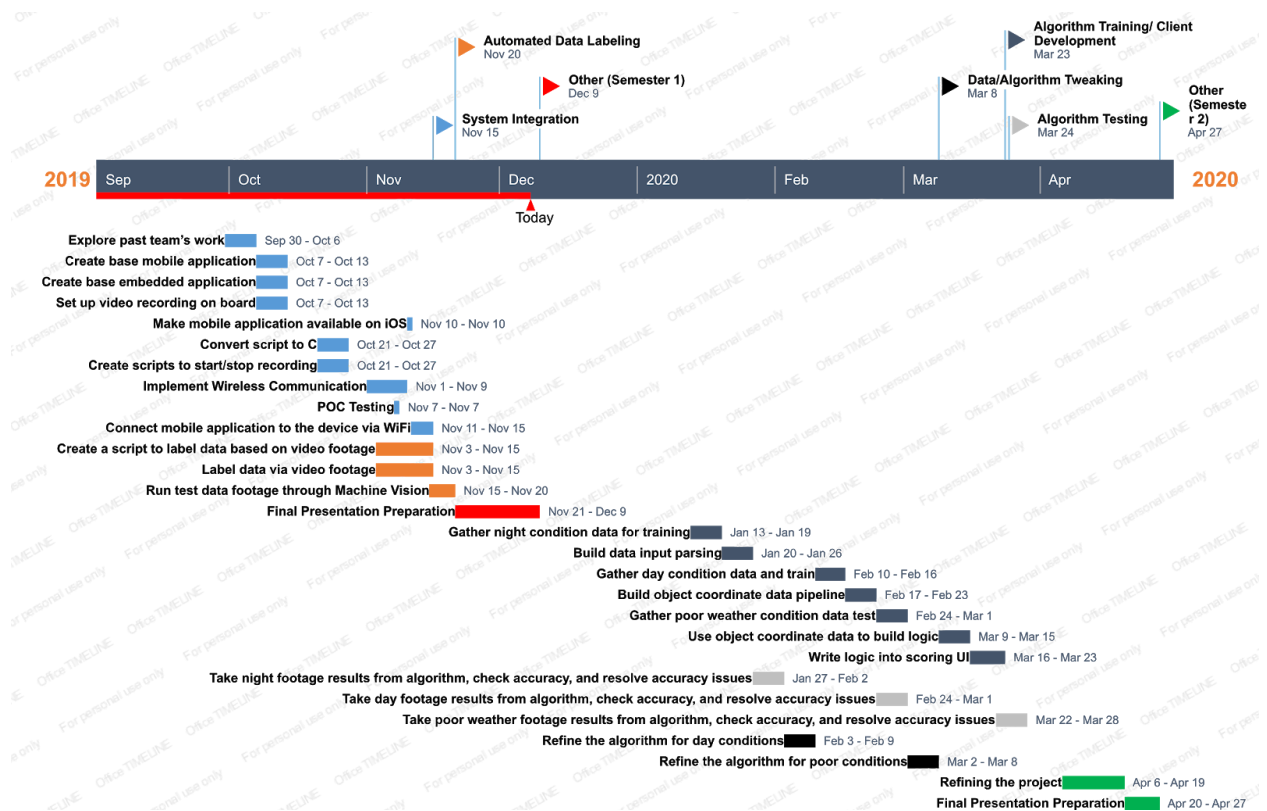 Automated Data Labeling
Nov 20
Other (Semester 1)
Dec 9
System Integration
Nov 15
Algorithm Training/ Client
Development
Mar 23
Data/Algorithm Tweaking
Mar 8
Algorithm Testing
Mar 24
Other
(Semeste
r 2)
Apr 27
2019 Sep Oct Nov Dec 2020 Feb Mar Apr 2020
Today
Explore past team's work Sep 30 - Oct 6
Create base mobile application Oct 7 - Oct 13
Create base embedded application Oct 7 - Oct 13
Set up video recording on board Oct 7 - Oct 13
Make mobile application available on iOS Nov 10 - Nov 10
Convert script to C Oct 21 - Oct 27
Create scripts to start/stop recording Oct 21 - Oct 27
Implement Wireless Communication Nov 1 - Nov 9
POC Testing Nov 7 - Nov 7
Connect mobile application to the device via WiFi Nov 11 - Nov 15
Create a script to label data based on video footage Nov 3 - Nov 15
Label data via video footage Nov 3 - Nov 15
Run test data footage through Machine Vision Nov 15 - Nov 20
Final Presentation Preparation Nov 21 - Dec 9
Gather night condition data for training Jan 13 - Jan 19
Build data input parsing Jan 20 - Jan 26
Gather day condition data and train Feb 10 - Feb 16
Build object coordinate data pipeline Feb 17 - Feb 23
Gather poor weather condition data test Feb 24 - Mar 1
Use object coordinate data to build logic Mar 9 - Mar 15
Write logic into scoring UI Mar 16 - Mar 23
Take night footage results from algorithm, check accuracy, and resolve accuracy issues Jan 27 - Feb 2
Take day footage results from algorithm, check accuracy, and resolve accuracy issues Feb 24 - Mar 1
Take poor weather footage results from algorithm, check accuracy, and resolve accuracy issues Mar 22 - Mar 28
Refine the algorithm for day conditions Feb 3 - Feb 9
Refine the algorithm for poor conditions Mar 2 - Mar 8
Refining the project Apr 6 - Apr 19
Final Presentation Preparation Apr 20 - Apr 27
Office TIMELINE
For personal use only